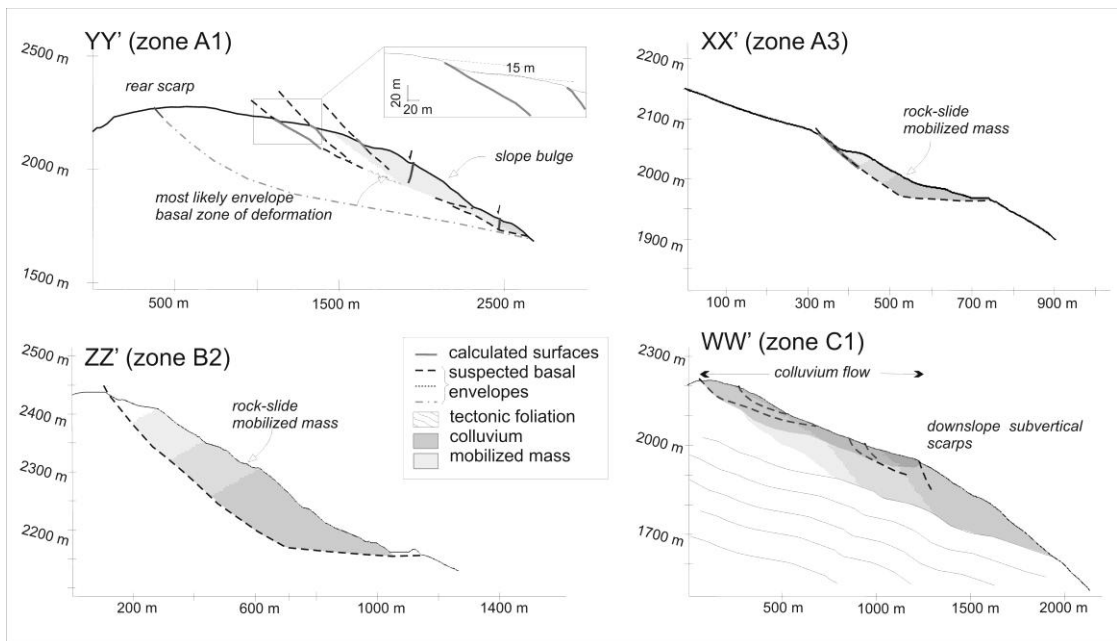 YY' (zone A1)
2500 m
2000 m
1500 m
500 m
1500 m
2500 m
rear scarp
15 m
20 m
20 m
slope bulge
most likely envelope
basal zone of deformation
XX' (zone A3)
2200 m
2100 m
2000 m
1900 m
100 m
300 m
500 m
700 m
900 m
rock-slide
mobilized mass
ZZ' (zone B2)
2500 m
2400 m
2300 m
2200 m
200 m
600 m
1000 m
1400 m
rock-slide
mobilized mass
calculated surfaces
suspected basal
envelopes
tectonic foliation
colluvium
mobilized mass
WW' (zone C1)
2300 m
2000 m
1700 m
500 m
1000 m
1500 m
2000 m
colluvium flow
downslope subvertical
scarps